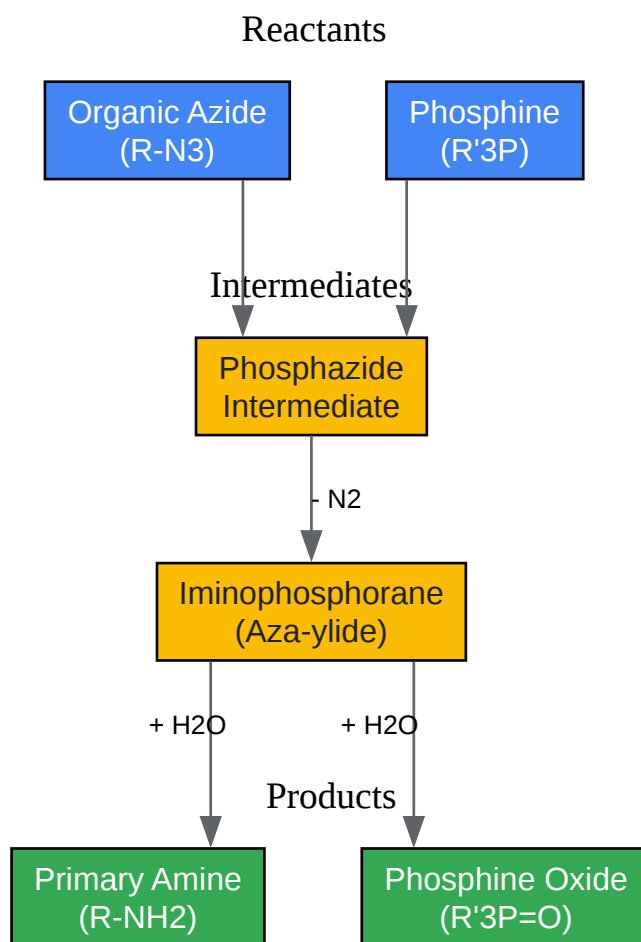 Reactants
Organic Azide
(R-N3)
Phosphine
(R'3P)
Intermediates
Phosphazide
Intermediate
- N2
Iminophosphorane
(Aza-ylide)
+ H2O
+ H2O
Products
Primary Amine
(R-NH2)
Phosphine Oxide
(R'3P=O)